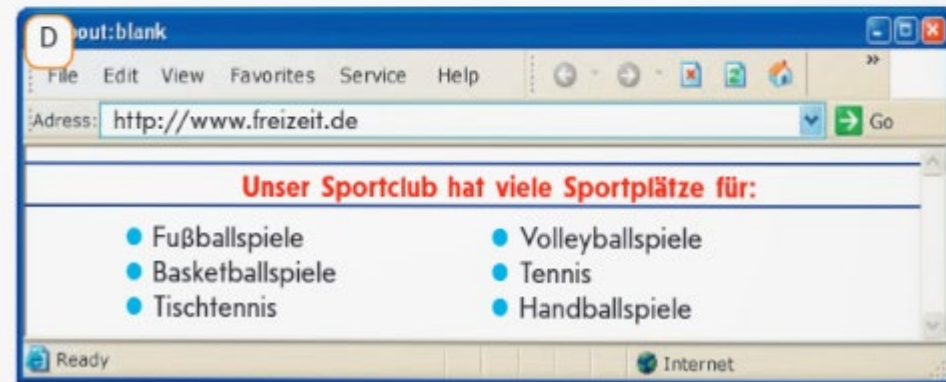 D
out:blank
File Edit View Favorites Service Help
»
Adress: http://www.freizeit.de Go
Unser Sportclub hat viele Sportplätze für:
Fußballspiele
Basketballspiele
Tischtennis
Volleyballspiele
Tennis
Handballspiele
Ready Internet